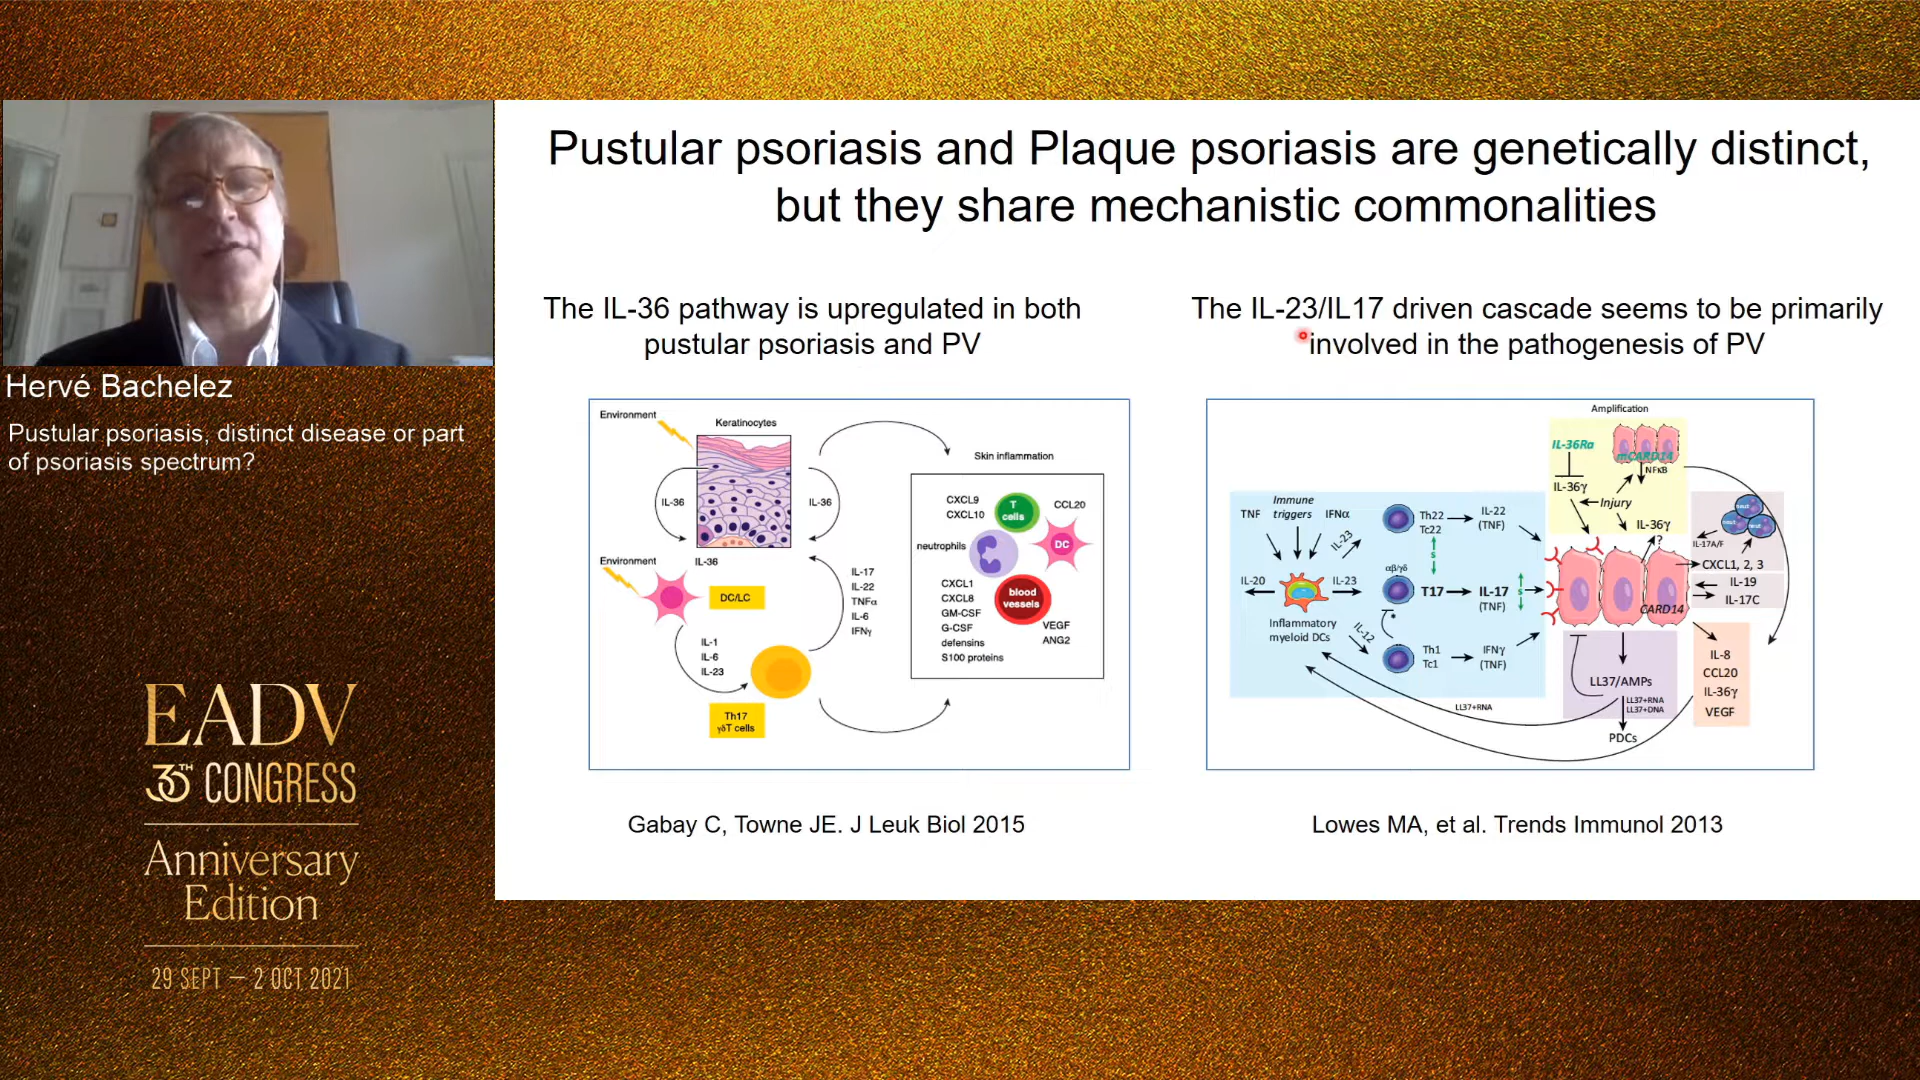 Pustular psoriasis and Plaque psoriasis are genetically distinct,
but they share mechanistic commonalities
The IL-36 pathway is upregulated in both
pustular psoriasis and PV
The IL-23/IL17 driven cascade seems to be primarily
involved in the pathogenesis of PV
Hervé Bachelez
Pustular psoriasis, distinct disease or part
of psoriasis spectrum?
Environment
Keratinocytes
IL-36
IL-36
Environment
IL-36
DC/LC
IL-1
IL-6
IL-23
Th17
γδT cells
IL-17
IL-22
TNFα
IL-6
IFNγ
Skin inflammation
CXCL9
CXCL10
T
cells
CCL20
neutrophils
DC
CXCL1
CXCL8
GM-CSF
G-CSF
defensins
S100 proteins
blood
vessels
VEGF
ANG2
Gabay C, Towne JE. J Leuk Biol 2015
Amplification
IL-36Ra
mCARD14
NFκB
IL-36γ
Injury
IL-36γ
?
TNF
Immune
triggers
IFNα
IL-23
Th22
Tc22
IL-22
(TNF)
S
IL-20
IL-23
αβ/γδ
T17
IL-17
(TNF)
S
Inflammatory
myeloid DCs
IL-12
*
Th1
Tc1
IFNγ
(TNF)
neut
neut
neut
IL-17A/F
CXCL1, 2, 3
IL-19
IL-17C
CARD14
LL37/AMPs
LL37+RNA
LL37+DNA
PDCs
LL37+RNA
IL-8
CCL20
IL-36γ
VEGF
Lowes MA, et al. Trends Immunol 2013
EADV
30TH CONGRESS
Anniversary
Edition
29 SEPT – 2 OCT 2021